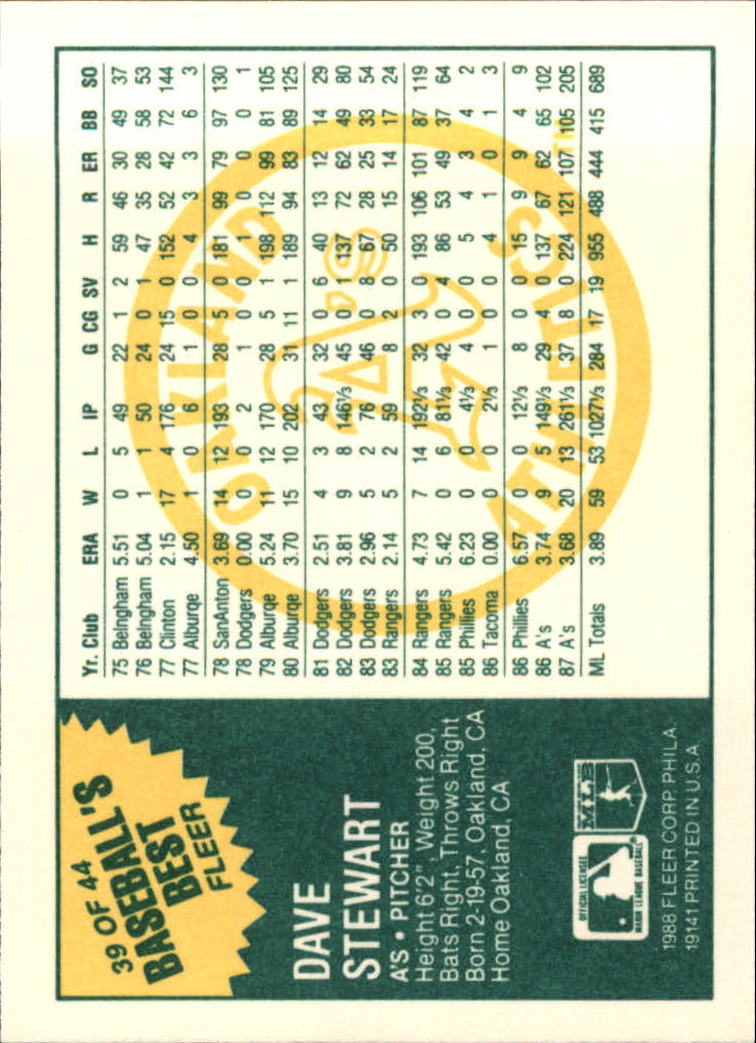 39 OF 44
BASEBALL'S
BEST
FLEER
DAVE
STEWART
A'S • PITCHER
Height 6'2", Weight 200,
Bats Right, Throws Right
Born 2-19-57, Oakland, CA
Home Oakland, CA
OFFICIAL LICENSEE
MAJOR LEAGUE BASEBALL®
© 1988 FLEER CORP. PHILA.
19141 PRINTED IN U.S.A.
OAKLAND
A's
ATHLETICS
TM
Yr. Club ERA W L IP G CG SV H R ER BB SO
75 Belngham 5.51 0 5 49 22 1 2 59 46 30 49 37
76 Belngham 5.04 1 1 50 24 0 1 47 35 28 58 53
77 Clinton 2.15 17 4 176 24 15 0 152 52 42 72 144
77 Alburqe 4.50 1 0 6 1 0 0 4 3 3 6 3
78 SanAnton 3.69 14 12 193 28 5 0 181 99 79 97 130
78 Dodgers 0.00 0 0 2 1 0 0 1 0 0 0 1
79 Alburqe 5.24 11 12 170 28 5 1 198 112 99 81 105
80 Alburqe 3.70 15 10 202 31 11 1 189 94 83 89 125
81 Dodgers 2.51 4 3 43 32 0 6 40 13 12 14 29
82 Dodgers 3.81 9 8 146⅓ 45 0 1 137 72 62 49 80
83 Dodgers 2.96 5 2 76 46 0 8 67 28 25 33 54
83 Rangers 2.14 5 2 59 8 2 0 50 15 14 17 24
84 Rangers 4.73 7 14 192⅓ 32 3 0 193 106 101 87 119
85 Rangers 5.42 0 6 81⅓ 42 0 4 86 53 49 37 64
85 Phillies 6.23 0 0 4⅓ 4 0 0 5 4 3 4 2
86 Tacoma 0.00 0 0 2⅓ 1 0 0 4 1 0 1 3
86 Phillies 6.57 0 0 12⅓ 8 0 0 15 9 9 4 9
86 A's 3.74 9 5 149⅓ 29 4 0 137 67 62 65 102
87 A's 3.68 20 13 261⅓ 37 8 0 224 121 107 105 205
ML Totals 3.89 59 53 1027⅓ 284 17 19 955 488 444 415 689